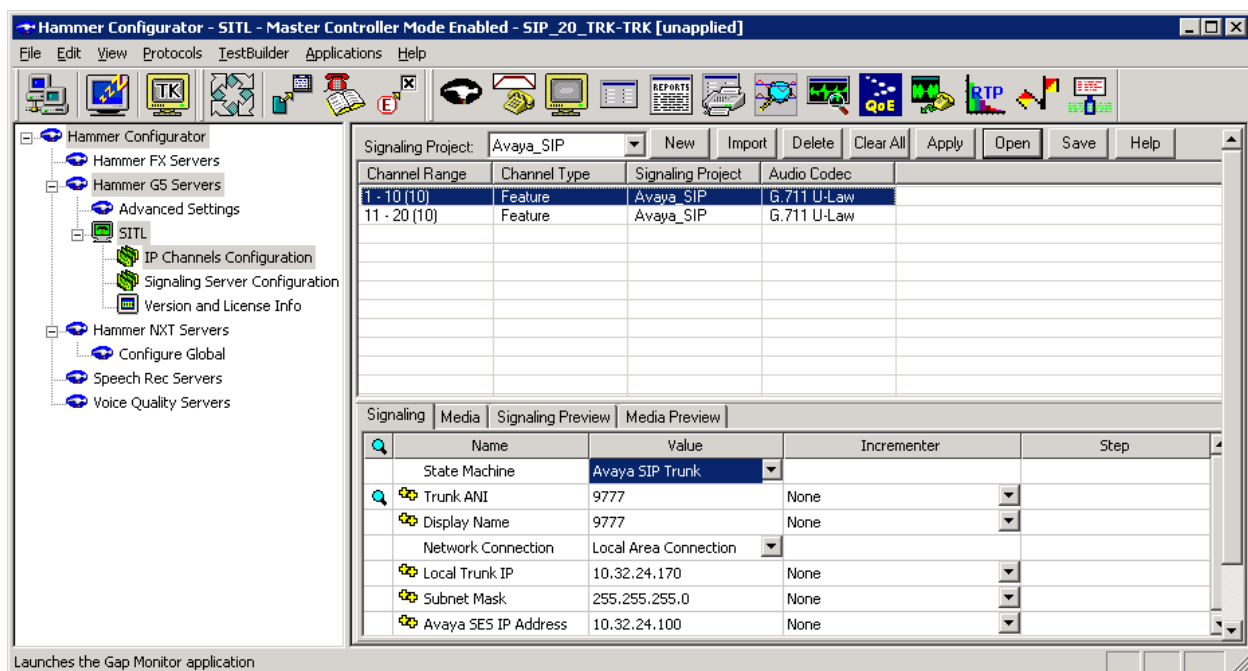 Hammer Configurator - SITL - Master Controller Mode Enabled - SIP_20_TRK-TRK [unapplied]
File Edit View Protocols TestBuilder Applications Help
TK E REPORTS QoE RTP
Hammer Configurator
Hammer FX Servers
Hammer G5 Servers
Advanced Settings
SITL
IP Channels Configuration
Signaling Server Configuration
Version and License Info
Hammer NXT Servers
Configure Global
Speech Rec Servers
Voice Quality Servers
Signaling Project: Avaya_SIP New Import Delete Clear All Apply Open Save Help
Channel Range Channel Type Signaling Project Audio Codec
1 - 10 (10) Feature Avaya_SIP G.711 U-Law
11 - 20 (10) Feature Avaya_SIP G.711 U-Law
Signaling Media Signaling Preview Media Preview
Name Value Incrementer Step
State Machine Avaya SIP Trunk
Trunk ANI 9777 None
Display Name 9777 None
Network Connection Local Area Connection
Local Trunk IP 10.32.24.170 None
Subnet Mask 255.255.255.0 None
Avaya SES IP Address 10.32.24.100 None
Launches the Gap Monitor application